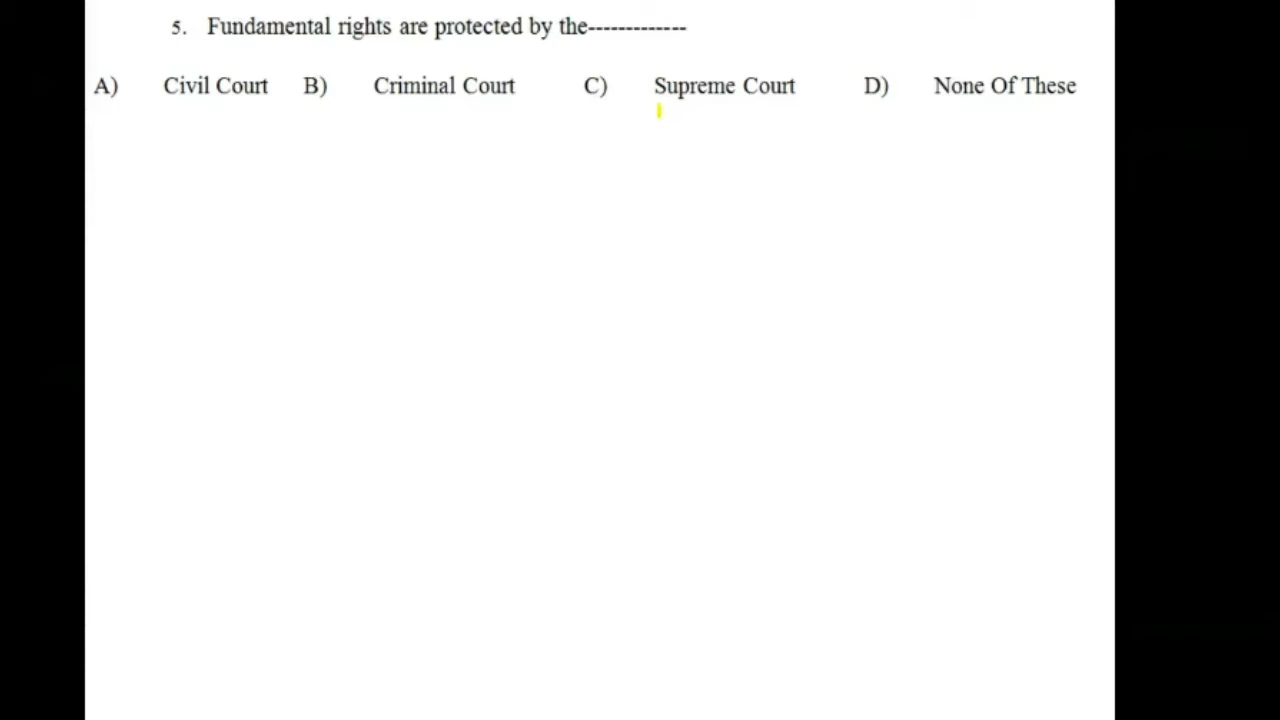 5. Fundamental rights are protected by the-------------
A) Civil Court B) Criminal Court C) Supreme Court D) None Of These